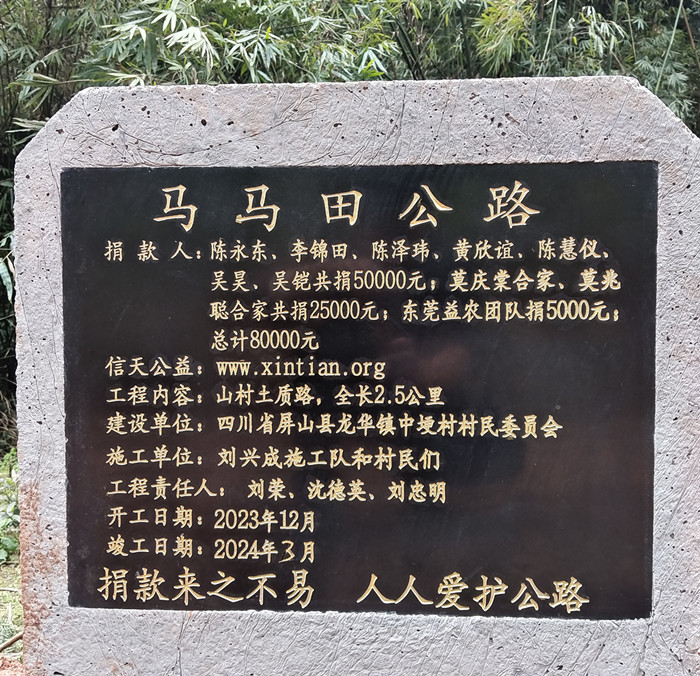 马马田公路
捐款人：陈永东、李锦田、陈泽玮、黄欣谊、陈慧仪、
吴昊、吴铠共捐50000元；莫庆棠合家、莫兆
聪合家共捐25000元；东莞益农团队捐5000元；
总计80000元
信天公益：www.xintian.org
工程内容：山村土质路，全长2.5公里
建设单位：四川省屏山县龙华镇中埂村村民委员会
施工单位：刘兴成施工队和村民们
工程责任人：刘荣、沈德英、刘忠明
开工日期：2023年12月
竣工日期：2024年3月
捐款来之不易 人人爱护公路